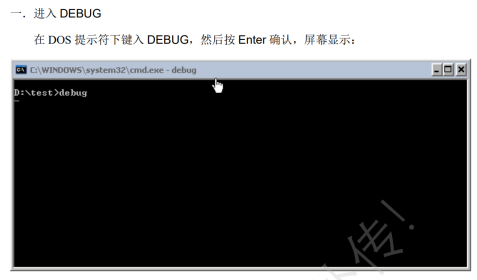 一．进入 DEBUG
在 DOS 提示符下键入 DEBUG，然后按 Enter 确认，屏幕显示：
C:\WINDOWS\system32\cmd.exe - debug
D:\test>debug
传！